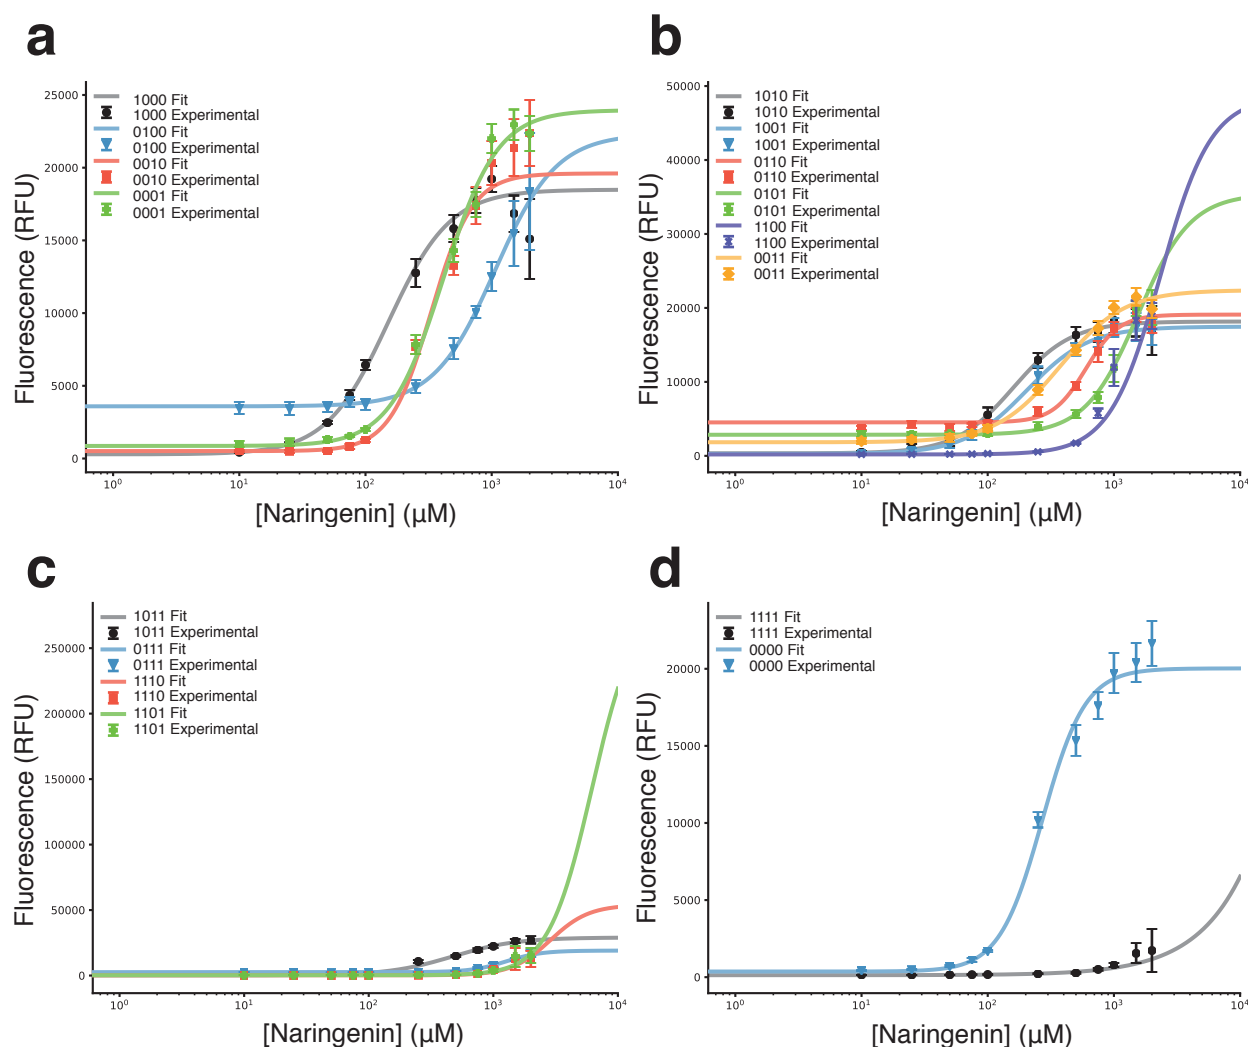 a
1000 Fit
1000 Experimental
0100 Fit
0100 Experimental
0010 Fit
0010 Experimental
0001 Fit
0001 Experimental
25000
20000
15000
10000
5000
0
Fluorescence (RFU)
10⁰
10¹
10²
10³
10⁴
[Naringenin] (µM)
b
1010 Fit
1010 Experimental
1001 Fit
1001 Experimental
0110 Fit
0110 Experimental
0101 Fit
0101 Experimental
1100 Fit
1100 Experimental
0011 Fit
0011 Experimental
50000
40000
30000
20000
10000
0
Fluorescence (RFU)
10⁰
10¹
10²
10³
10⁴
[Naringenin] (µM)
c
1011 Fit
1011 Experimental
0111 Fit
0111 Experimental
1110 Fit
1110 Experimental
1101 Fit
1101 Experimental
250000
200000
150000
100000
50000
0
Fluorescence (RFU)
10⁰
10¹
10²
10³
10⁴
[Naringenin] (µM)
d
1111 Fit
1111 Experimental
0000 Fit
0000 Experimental
20000
15000
10000
5000
0
Fluorescence (RFU)
10⁰
10¹
10²
10³
10⁴
[Naringenin] (µM)